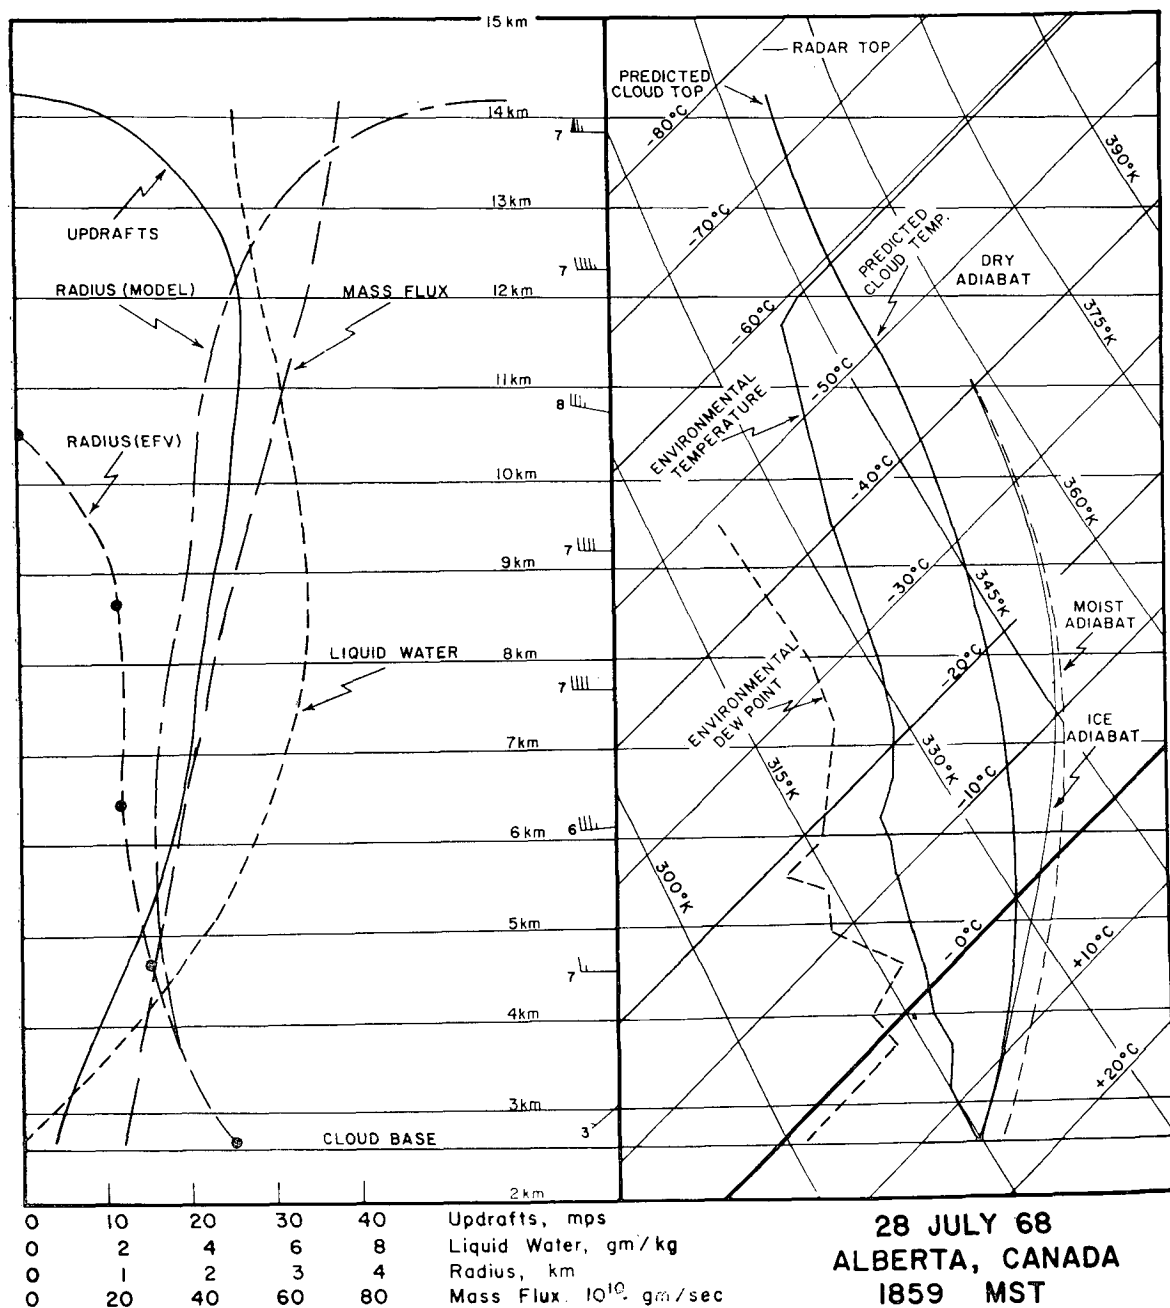 15 km
14 km
13 km
12 km
11 km
10 km
9 km
8 km
7 km
6 km
5 km
4 km
3 km
2 km
UPDRAFTS
RADIUS (MODEL)
MASS FLUX
RADIUS (EFV)
LIQUID WATER
CLOUD BASE
7
7
8
7
7
6
7
3
RADAR TOP
PREDICTED
CLOUD TOP
-80°C
-70°C
-60°C
-50°C
-40°C
-30°C
-20°C
-10°C
-0°C
+10°C
+20°C
390°K
375°K
360°K
345°K
330°K
315°K
300°K
PREDICTED
CLOUD TEMP.
DRY
ADIABAT
ENVIRONMENTAL
TEMPERATURE
MOIST
ADIABAT
ENVIRONMENTAL
DEW POINT
ICE
ADIABAT
0 10 20 30 40 Updrafts, mps
0 2 4 6 8 Liquid Water, gm/kg
0 1 2 3 4 Radius, km
0 20 40 60 80 Mass Flux. 10¹⁰. gm/sec
28 JULY 68
ALBERTA, CANADA
1859 MST